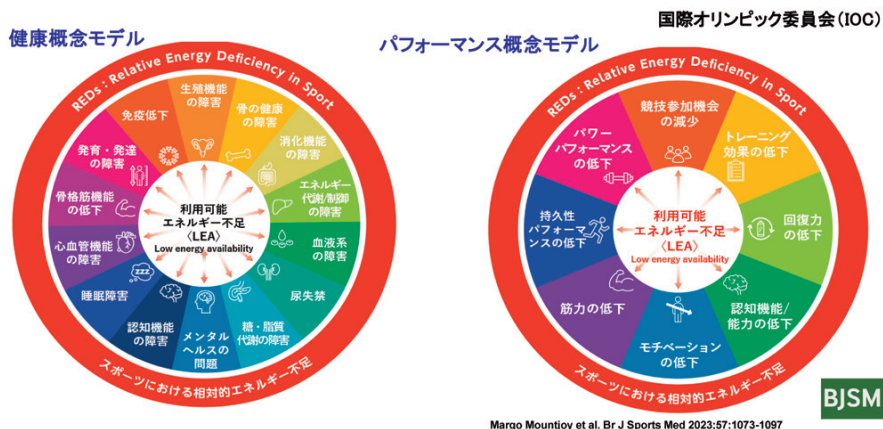 国際オリンピック委員会(IOC)
健康概念モデル
REDs：Relative Energy Deficiency in Sport
生殖機能
の障害
骨の健康
の障害
消化機能
の障害
エネルギー
代謝/制御
の障害
血液系
の障害
尿失禁
糖・脂質
代謝の障害
メンタル
ヘルスの
問題
認知機能
の障害
睡眠障害
zzz
心血管機能
の障害
骨格筋機能
の低下
発育・発達
の障害
免疫低下
利用可能
エネルギー不足
〈LEA〉
Low energy availability
スポーツにおける相対的エネルギー不足
パフォーマンス概念モデル
REDs：Relative Energy Deficiency in Sport
競技参加機会
の減少
トレーニング
効果の低下
回復力
の低下
認知機能/
能力の低下
モチベーション
の低下
筋力の低下
持久性
パフォーマ
ンスの低下
パワー
パフォーマンス
の低下
利用可能
エネルギー不足
〈LEA〉
Low energy availability
スポーツにおける相対的エネルギー不足
BJSM
Margo Mountjoy et al. Br J Sports Med 2023;57:1073-1097